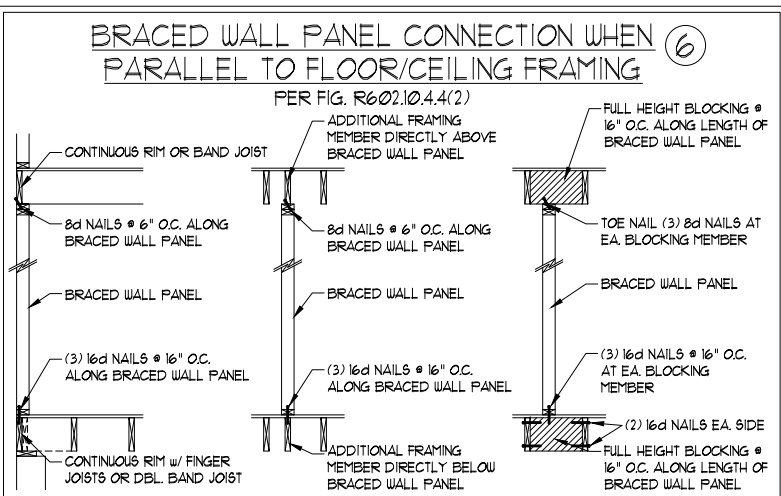 BRACED WALL PANEL CONNECTION WHEN
PARALLEL TO FLOOR/CEILING FRAMING
6
PER FIG. R602.10.4.4(2)
CONTINUOUS RIM OR BAND JOIST
8d NAILS @ 6" O.C. ALONG
BRACED WALL PANEL
BRACED WALL PANEL
(3) 16d NAILS @ 16" O.C.
ALONG BRACED WALL PANEL
CONTINUOUS RIM w/ FINGER
JOISTS OR DBL. BAND JOIST
ADDITIONAL FRAMING
MEMBER DIRECTLY ABOVE
BRACED WALL PANEL
8d NAILS @ 6" O.C. ALONG
BRACED WALL PANEL
BRACED WALL PANEL
(3) 16d NAILS @ 16" O.C.
ALONG BRACED WALL PANEL
ADDITIONAL FRAMING
MEMBER DIRECTLY BELOW
BRACED WALL PANEL
FULL HEIGHT BLOCKING @
16" O.C. ALONG LENGTH OF
BRACED WALL PANEL
TOE NAIL (3) 8d NAILS AT
EA. BLOCKING MEMBER
BRACED WALL PANEL
(3) 16d NAILS @ 16" O.C.
AT EA. BLOCKING
MEMBER
(2) 16d NAILS EA. SIDE
FULL HEIGHT BLOCKING @
16" O.C. ALONG LENGTH OF
BRACED WALL PANEL